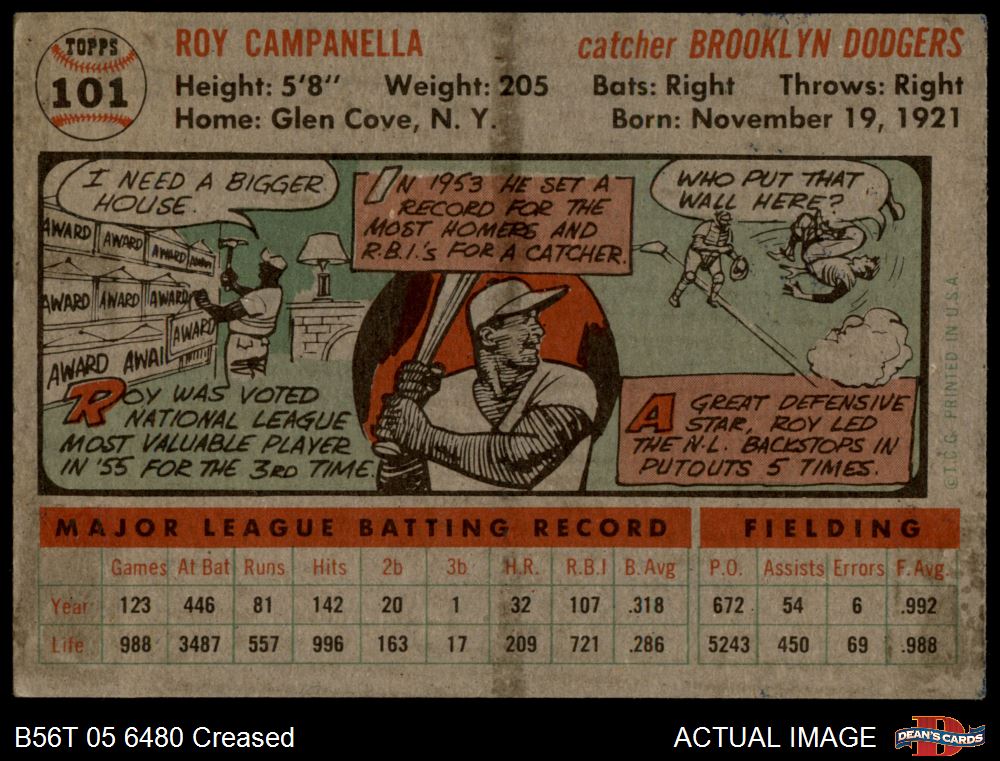 TOPPS
101
ROY CAMPANELLA
catcher BROOKLYN DODGERS
Height: 5'8" Weight: 205 Bats: Right Throws: Right
Home: Glen Cove, N. Y. Born: November 19, 1921
I NEED A BIGGER
HOUSE.
AWARD AWARD AWARD
AWARD AWARD AWARD
AWARD
AWARD AWAI
ROY WAS VOTED
NATIONAL LEAGUE
MOST VALUABLE PLAYER
IN '55 FOR THE 3RD TIME.
IN 1953 HE SET A
RECORD FOR THE
MOST HOMERS AND
R.B.I.'s FOR A CATCHER.
WHO PUT THAT
WALL HERE?
A GREAT DEFENSIVE
STAR, ROY LED
THE N.L. BACKSTOPS IN
PUTOUTS 5 TIMES.
© T.C.G. PRINTED IN U.S.A.
MAJOR LEAGUE BATTING RECORD FIELDING
Games At Bat Runs Hits 2b 3b H.R. R.B.I B. Avg P.O. Assists Errors F. Avg.
Year 123 446 81 142 20 1 32 107 .318 672 54 6 .992
Life 988 3487 557 996 163 17 209 721 .286 5243 450 69 .988
B56T 05 6480 Creased
ACTUAL IMAGE
DEAN'S CARDS